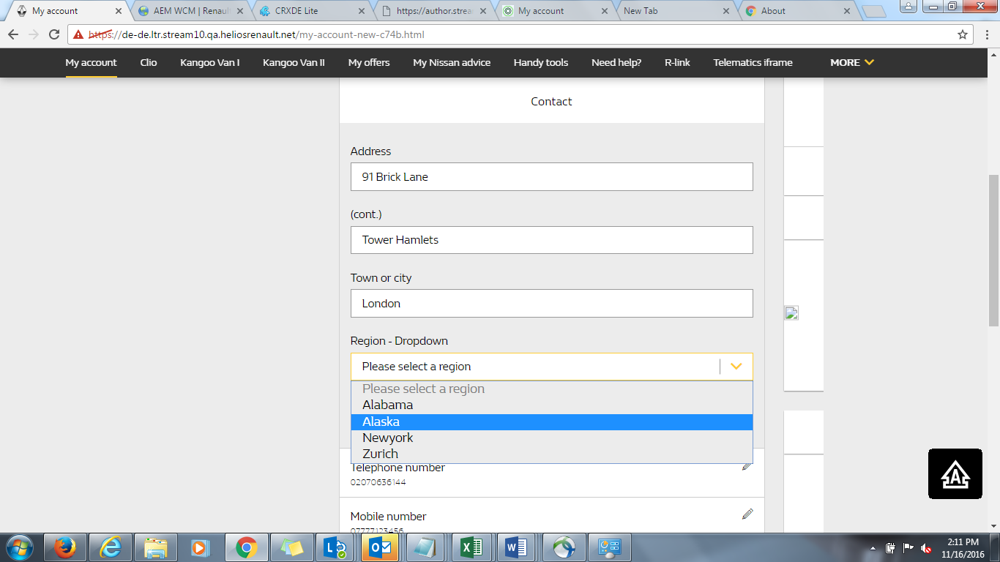 My account
AEM WCM | Renaul
CRXDE Lite
https://author.strea
My account
New Tab
About
https://de-de.ltr.stream10.qa.heliosrenault.net/my-account-new-c74b.html
My account
Clio
Kangoo Van I
Kangoo Van II
My offers
My Nissan advice
Handy tools
Need help?
R-link
Telematics iframe
MORE
Contact
Address
91 Brick Lane
(cont.)
Tower Hamlets
Town or city
London
Region - Dropdown
Please select a region
Please select a region
Alabama
Alaska
Newyork
Zurich
Telephone number
02070636144
A
Mobile number
07777123456
2:11 PM
11/16/2016